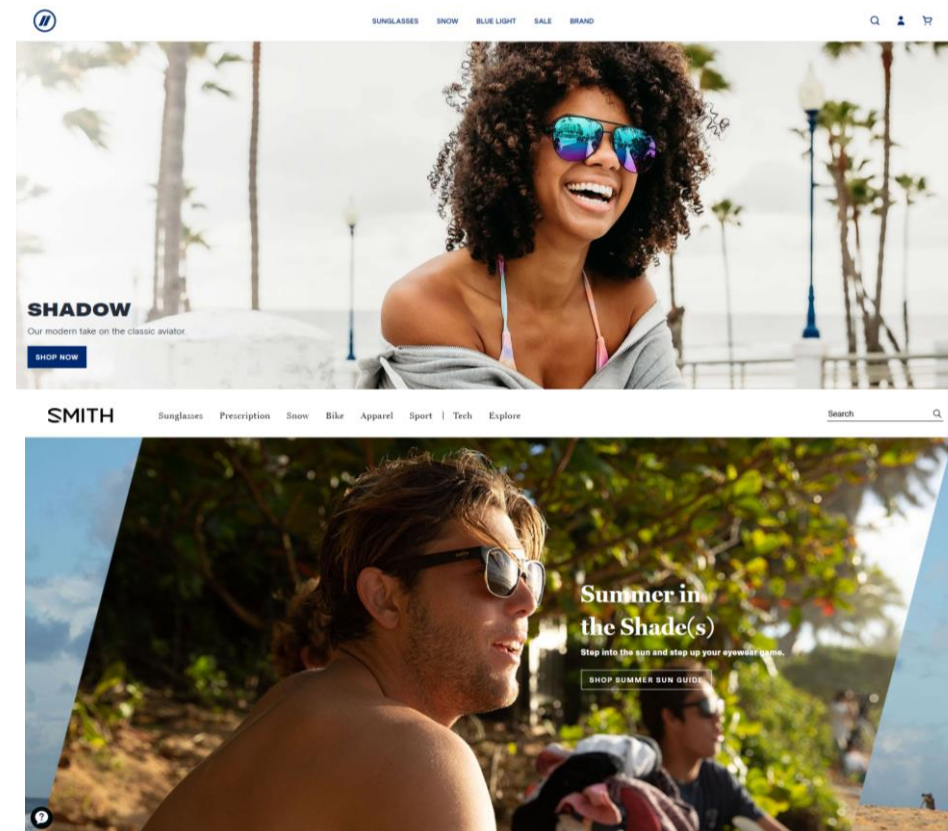 SUNGLASSES SNOW BLUE LIGHT SALE BRAND
SHADOW
Our modern take on the classic aviator.
SHOP NOW
SMITH Sunglasses Prescription Snow Bike Apparel Sport | Tech Explore Search
Summer in
the Shade(s)
Step into the sun and step up your eyewear game.
SHOP SUMMER SUN GUIDE
?